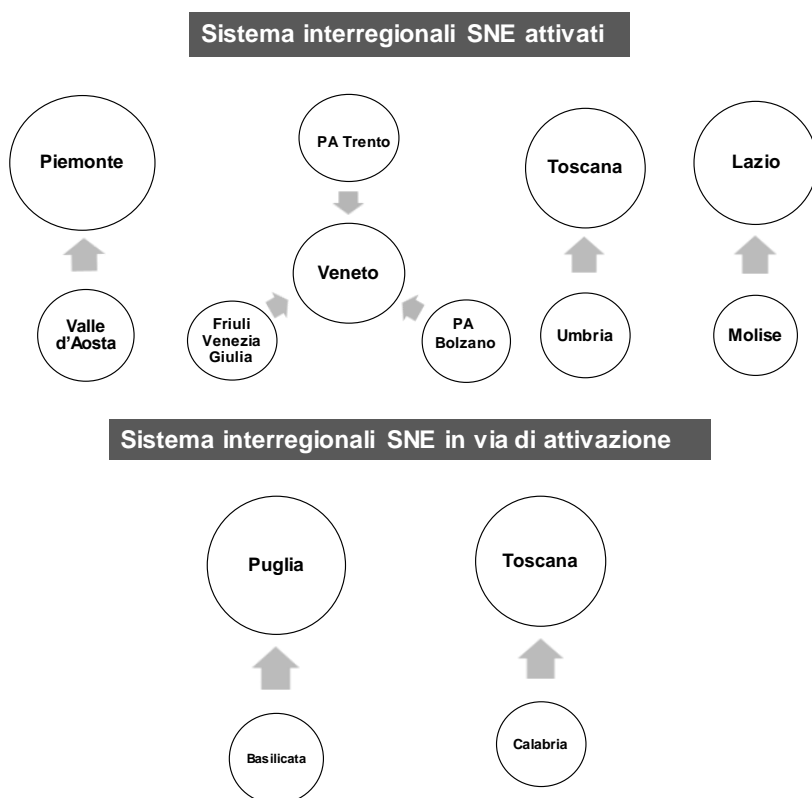 Sistema interregionali SNE attivati
Piemonte
PA Trento
Toscana
Lazio
Veneto
Valle
d'Aosta
Friuli
Venezia
Giulia
PA
Bolzano
Umbria
Molise
Sistema interregionali SNE in via di attivazione
Puglia
Toscana
Basilicata
Calabria